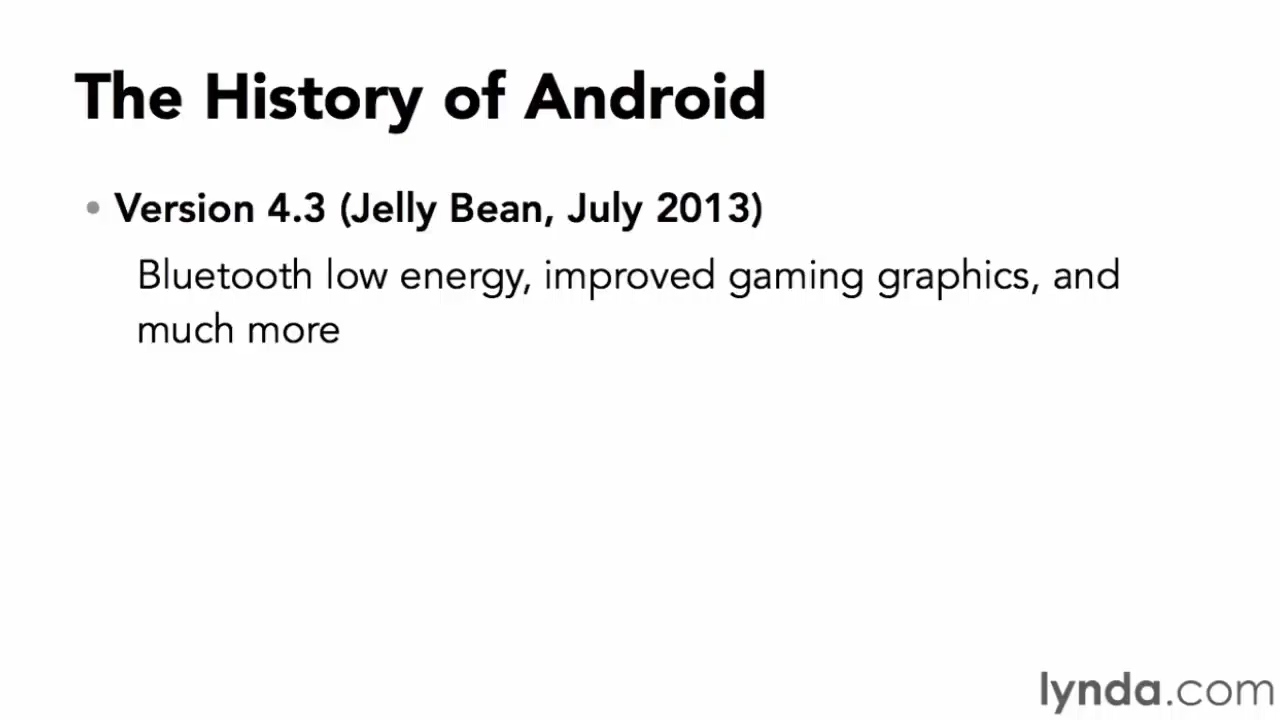 The History of Android
• Version 4.3 (Jelly Bean, July 2013)
Bluetooth low energy, improved gaming graphics, and
much more
lynda.com